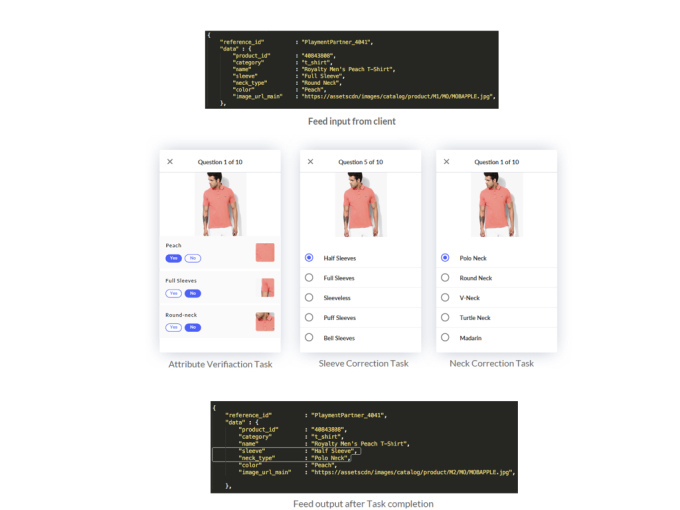 {
"reference_id" : "PlaymentPartner_4041",
"data" : {
"product_id" : "40843808",
"category" : "t_shirt",
"name" : "Royalty Men's Peach T-Shirt",
"sleeve" : "Full Sleeve",
"neck_type" : "Round Neck",
"color" : "Peach",
"image_url_main" : "https://assetscdn/images/catalog/product/M1/MO/MOBAPPLE.jpg",
},
Feed input from client
× Question 1 of 10
Peach
Yes No
Full Sleeves
Yes No
Round-neck
Yes No
Attribute Verifiaction Task
× Question 5 of 10
Half Sleeves
Full Sleeves
Sleeveless
Puff Sleeves
Bell Sleeves
Sleeve Correction Task
× Question 1 of 10
Polo Neck
Round Neck
V-Neck
Turtle Neck
Madarin
Neck Correction Task
{
"reference_id" : "PlaymentPartner_4041",
"data" : {
"product_id" : "40843808",
"category" : "t_shirt",
"name" : "Royalty Men's Peach T-Shirt",
"sleeve" : "Half Sleeve",
"neck_type" : "Polo Neck",
"color" : "Peach",
"image_url_main" : "https://assetscdn/images/catalog/product/M2/MO/MOBAPPLE.jpg",
},
Feed output after Task completion